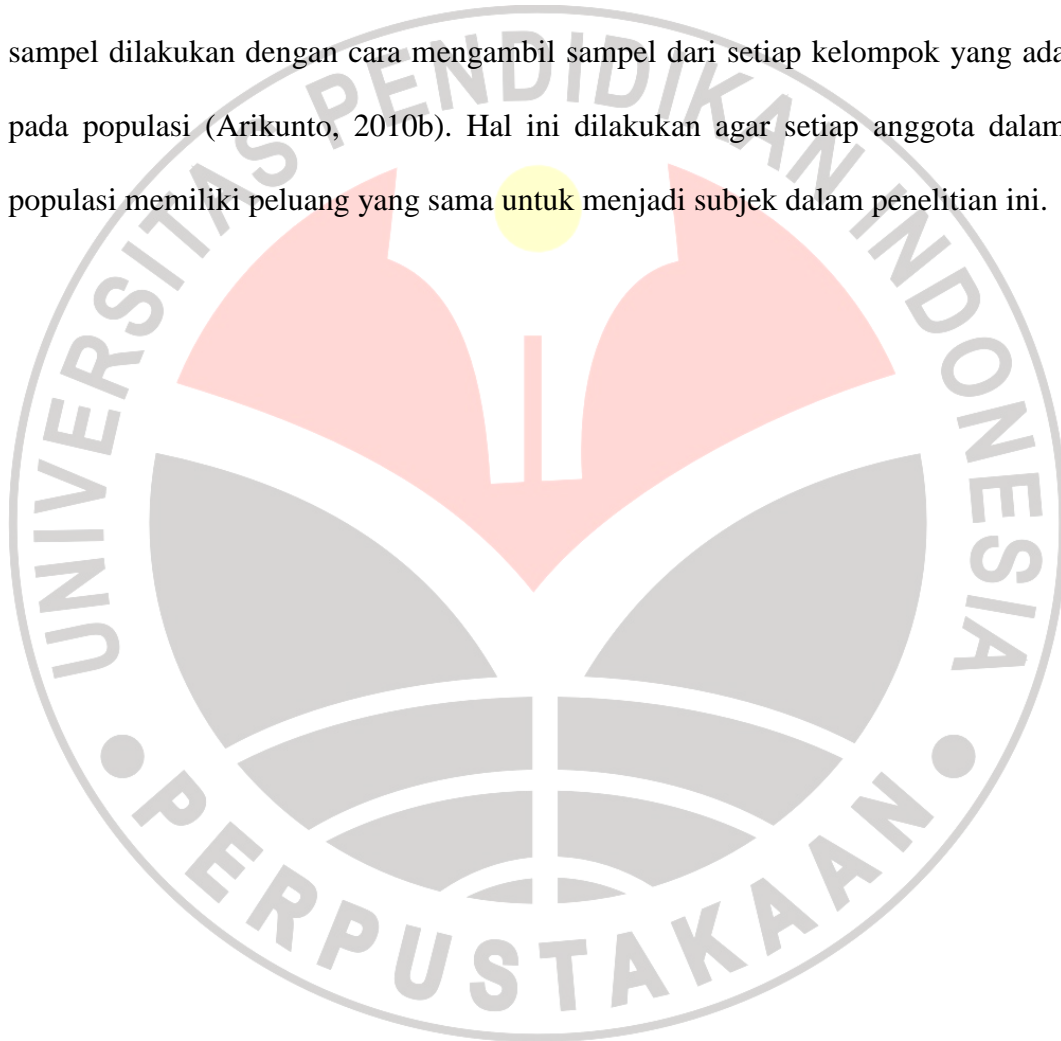 sampel dilakukan dengan cara mengambil sampel dari setiap kelompok yang ada
pada populasi (Arikunto, 2010b). Hal ini dilakukan agar setiap anggota dalam
populasi memiliki peluang yang sama untuk menjadi subjek dalam penelitian ini.
UNIVERSITAS PENDIDIKAN INDONESIA
PERPUSTAKAAN